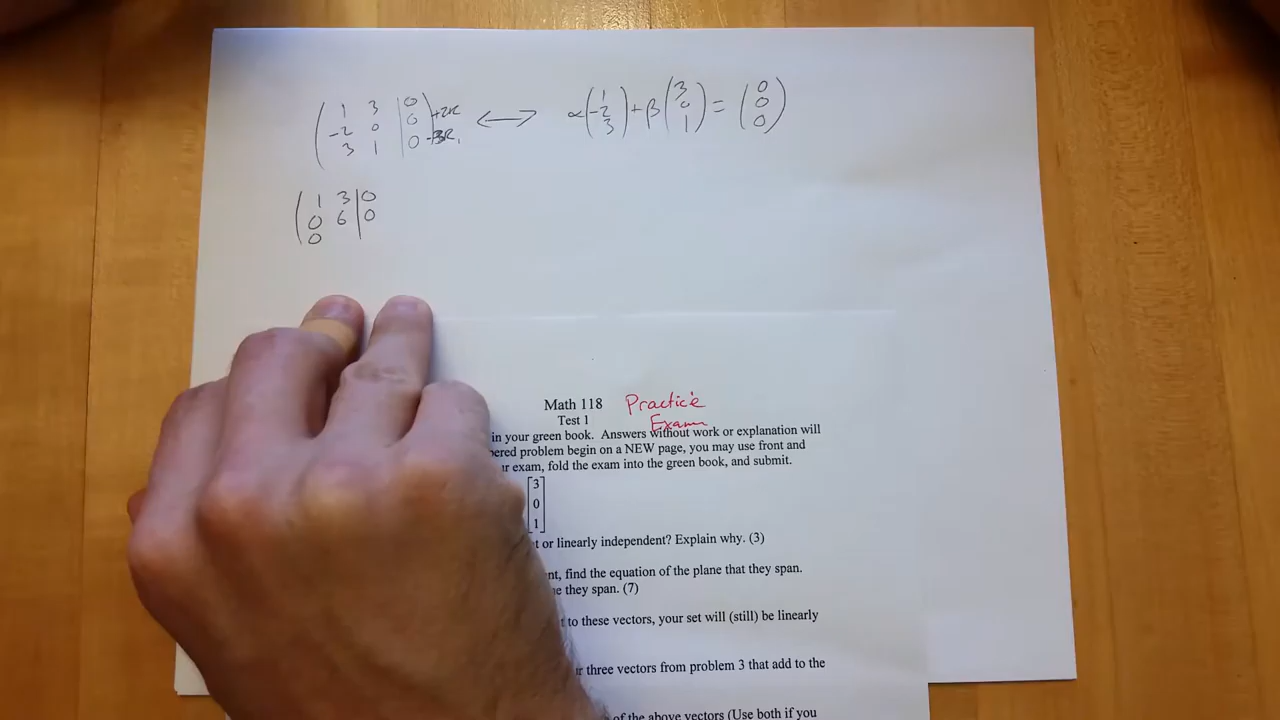 ( 1 3 | 0 )
( -2 0 | 0 ) +2R
( 3 1 | 0 ) -3R₁
⟷ α ( 1 -2 3 ) + β ( 3 0 1 ) = ( 0 0 0 )
( 1 3 | 0
0 6 | 0
0
Math 118 Practice
Test 1 Exam
in your green book. Answers without work or explanation will
problem begin on a NEW page, you may use front and
exam, fold the exam into the green book, and submit.
[ 3
0
1 ]
or linearly independent? Explain why. (3)
find the equation of the plane that they span.
they span. (7)
to these vectors, your set will (still) be linearly
three vectors from problem 3 that add to the
of the above vectors (Use both if you